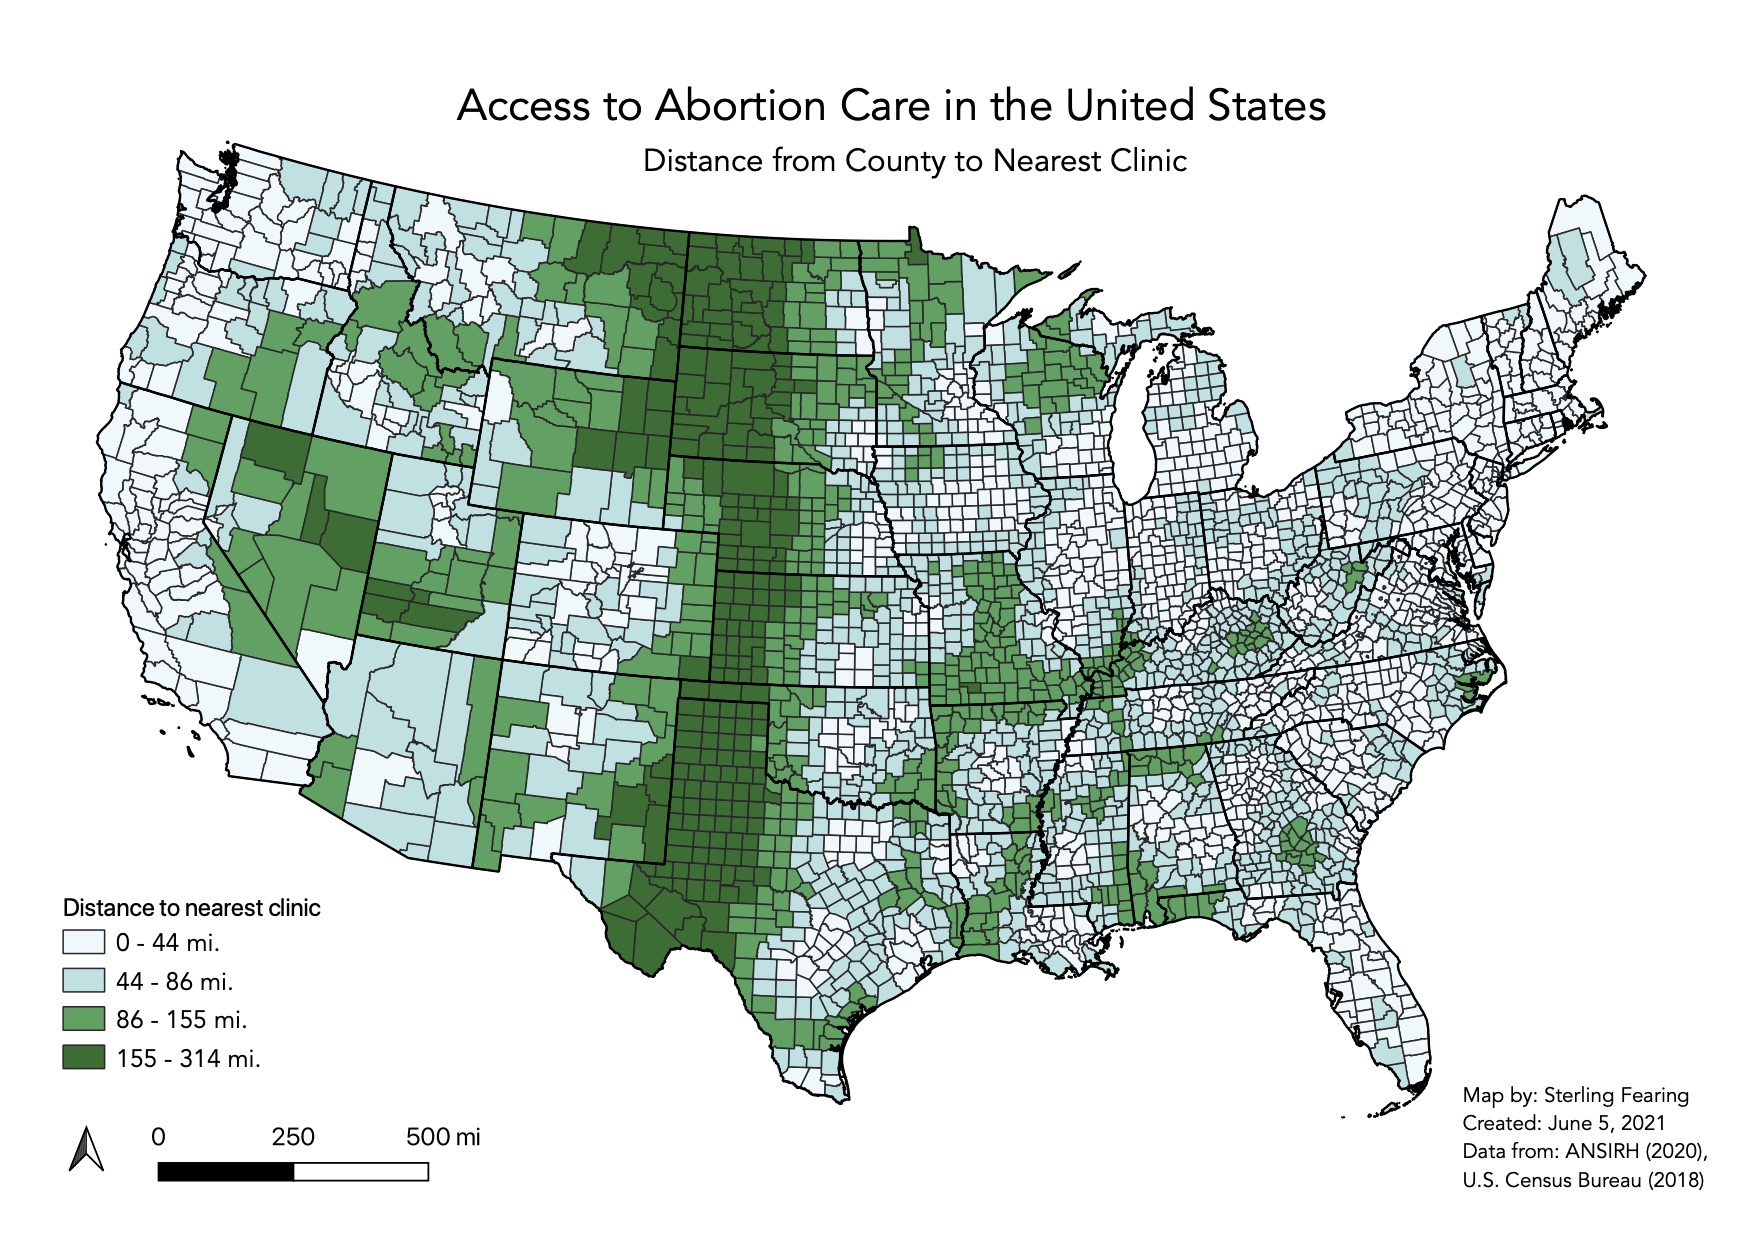 Access to Abortion Care in the United States
Distance from County to Nearest Clinic
Distance to nearest clinic
0 - 44 mi.
44 - 86 mi.
86 - 155 mi.
155 - 314 mi.
0 250 500 mi
Map by: Sterling Fearing
Created: June 5, 2021
Data from: ANSIRH (2020),
U.S. Census Bureau (2018)